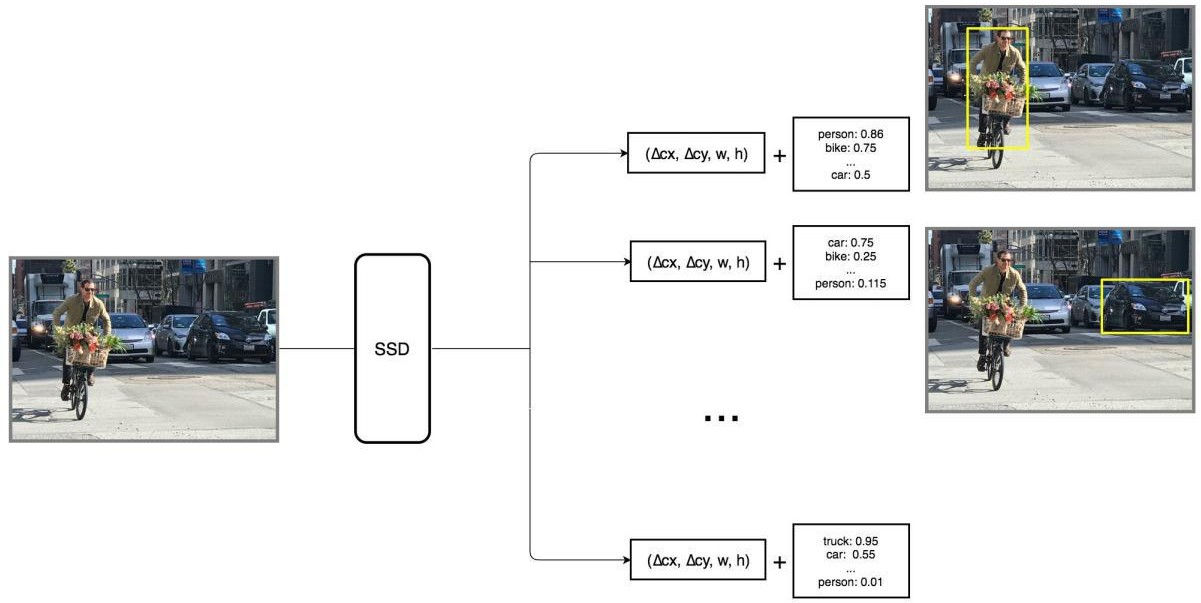 (Δcx, Δcy, w, h)
+
person: 0.86
bike: 0.75
...
car: 0.5
(Δcx, Δcy, w, h)
+
car: 0.75
bike: 0.25
...
person: 0.115
SSD
...
(Δcx, Δcy, w, h)
+
truck: 0.95
car: 0.55
...
person: 0.01